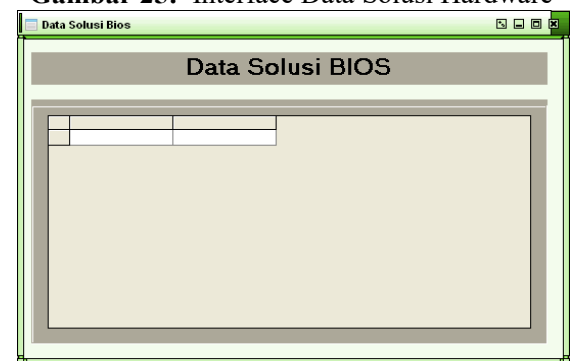 Gambar 25. Interface Data Solusi Hardware
Data Solusi Bios
Data Solusi BIOS